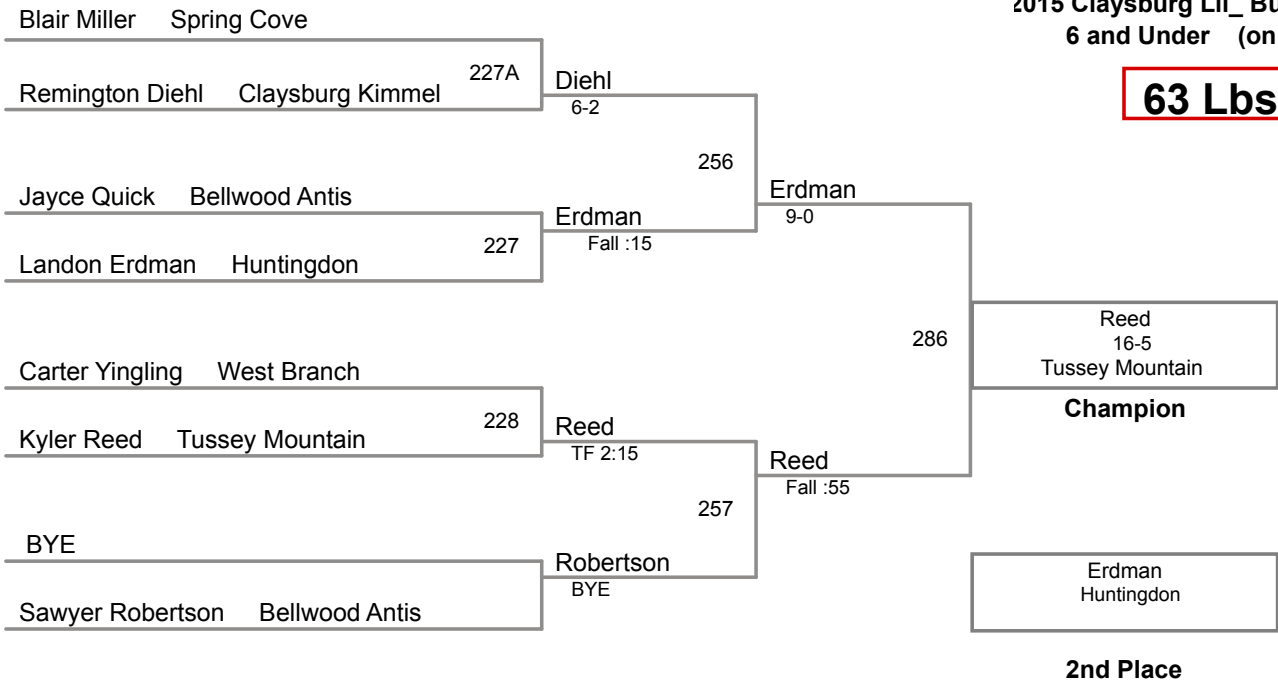 2015 Claysburg Lil_ Bu
6 and Under (on
63 Lbs
Blair Miller Spring Cove
227A
Remington Diehl Claysburg Kimmel
Diehl
6-2
256
Jayce Quick Bellwood Antis
227
Landon Erdman Huntingdon
Erdman
Fall :15
Erdman
9-0
286
Carter Yingling West Branch
228
Kyler Reed Tussey Mountain
Reed
TF 2:15
257
BYE
Sawyer Robertson Bellwood Antis
Robertson
BYE
Reed
Fall :55
Reed
16-5
Tussey Mountain
Champion
Erdman
Huntingdon
2nd Place